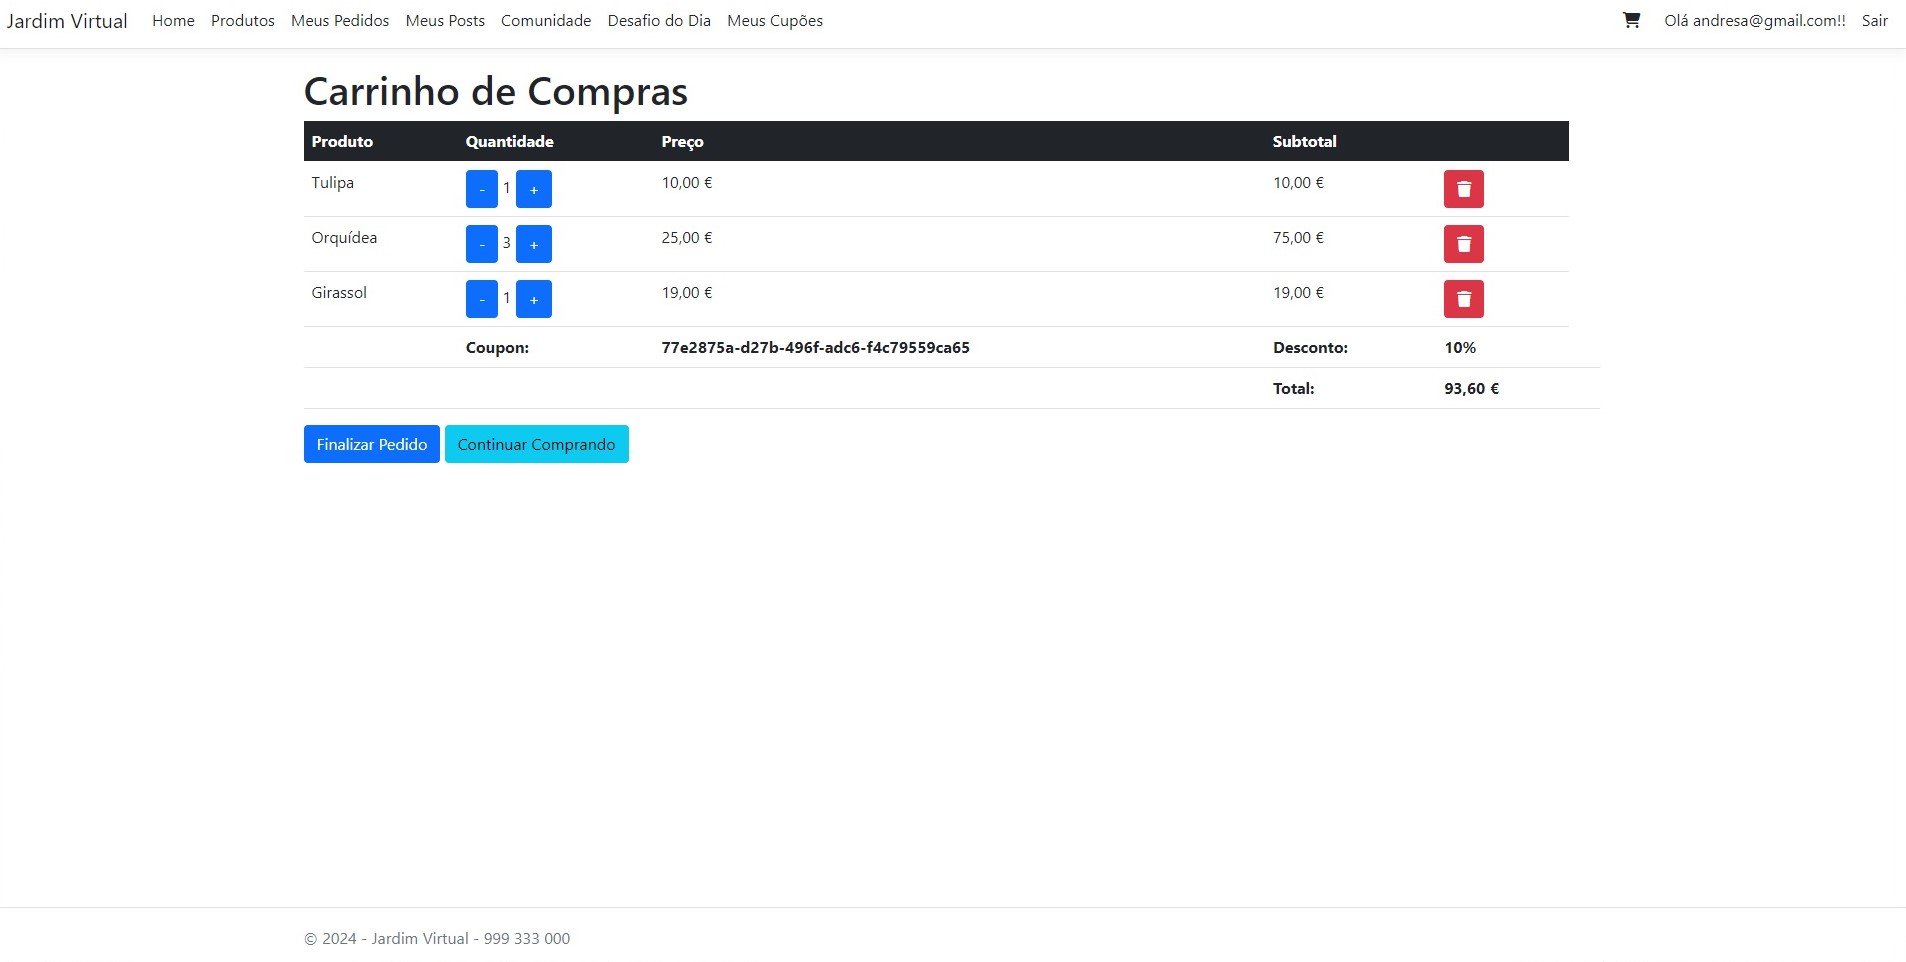 Jardim Virtual Home Produtos Meus Pedidos Meus Posts Comunidade Desafio do Dia Meus Cupões Olá andresa@gmail.com!! Sair
Carrinho de Compras
Produto Quantidade Preço Subtotal
Tulipa - 1 + 10,00 € 10,00 €
Orquídea - 3 + 25,00 € 75,00 €
Girassol - 1 + 19,00 € 19,00 €
Coupon: 77e2875a-d27b-496f-adc6-f4c79559ca65 Desconto: 10%
Total: 93,60 €
Finalizar Pedido Continuar Comprando
© 2024 - Jardim Virtual - 999 333 000